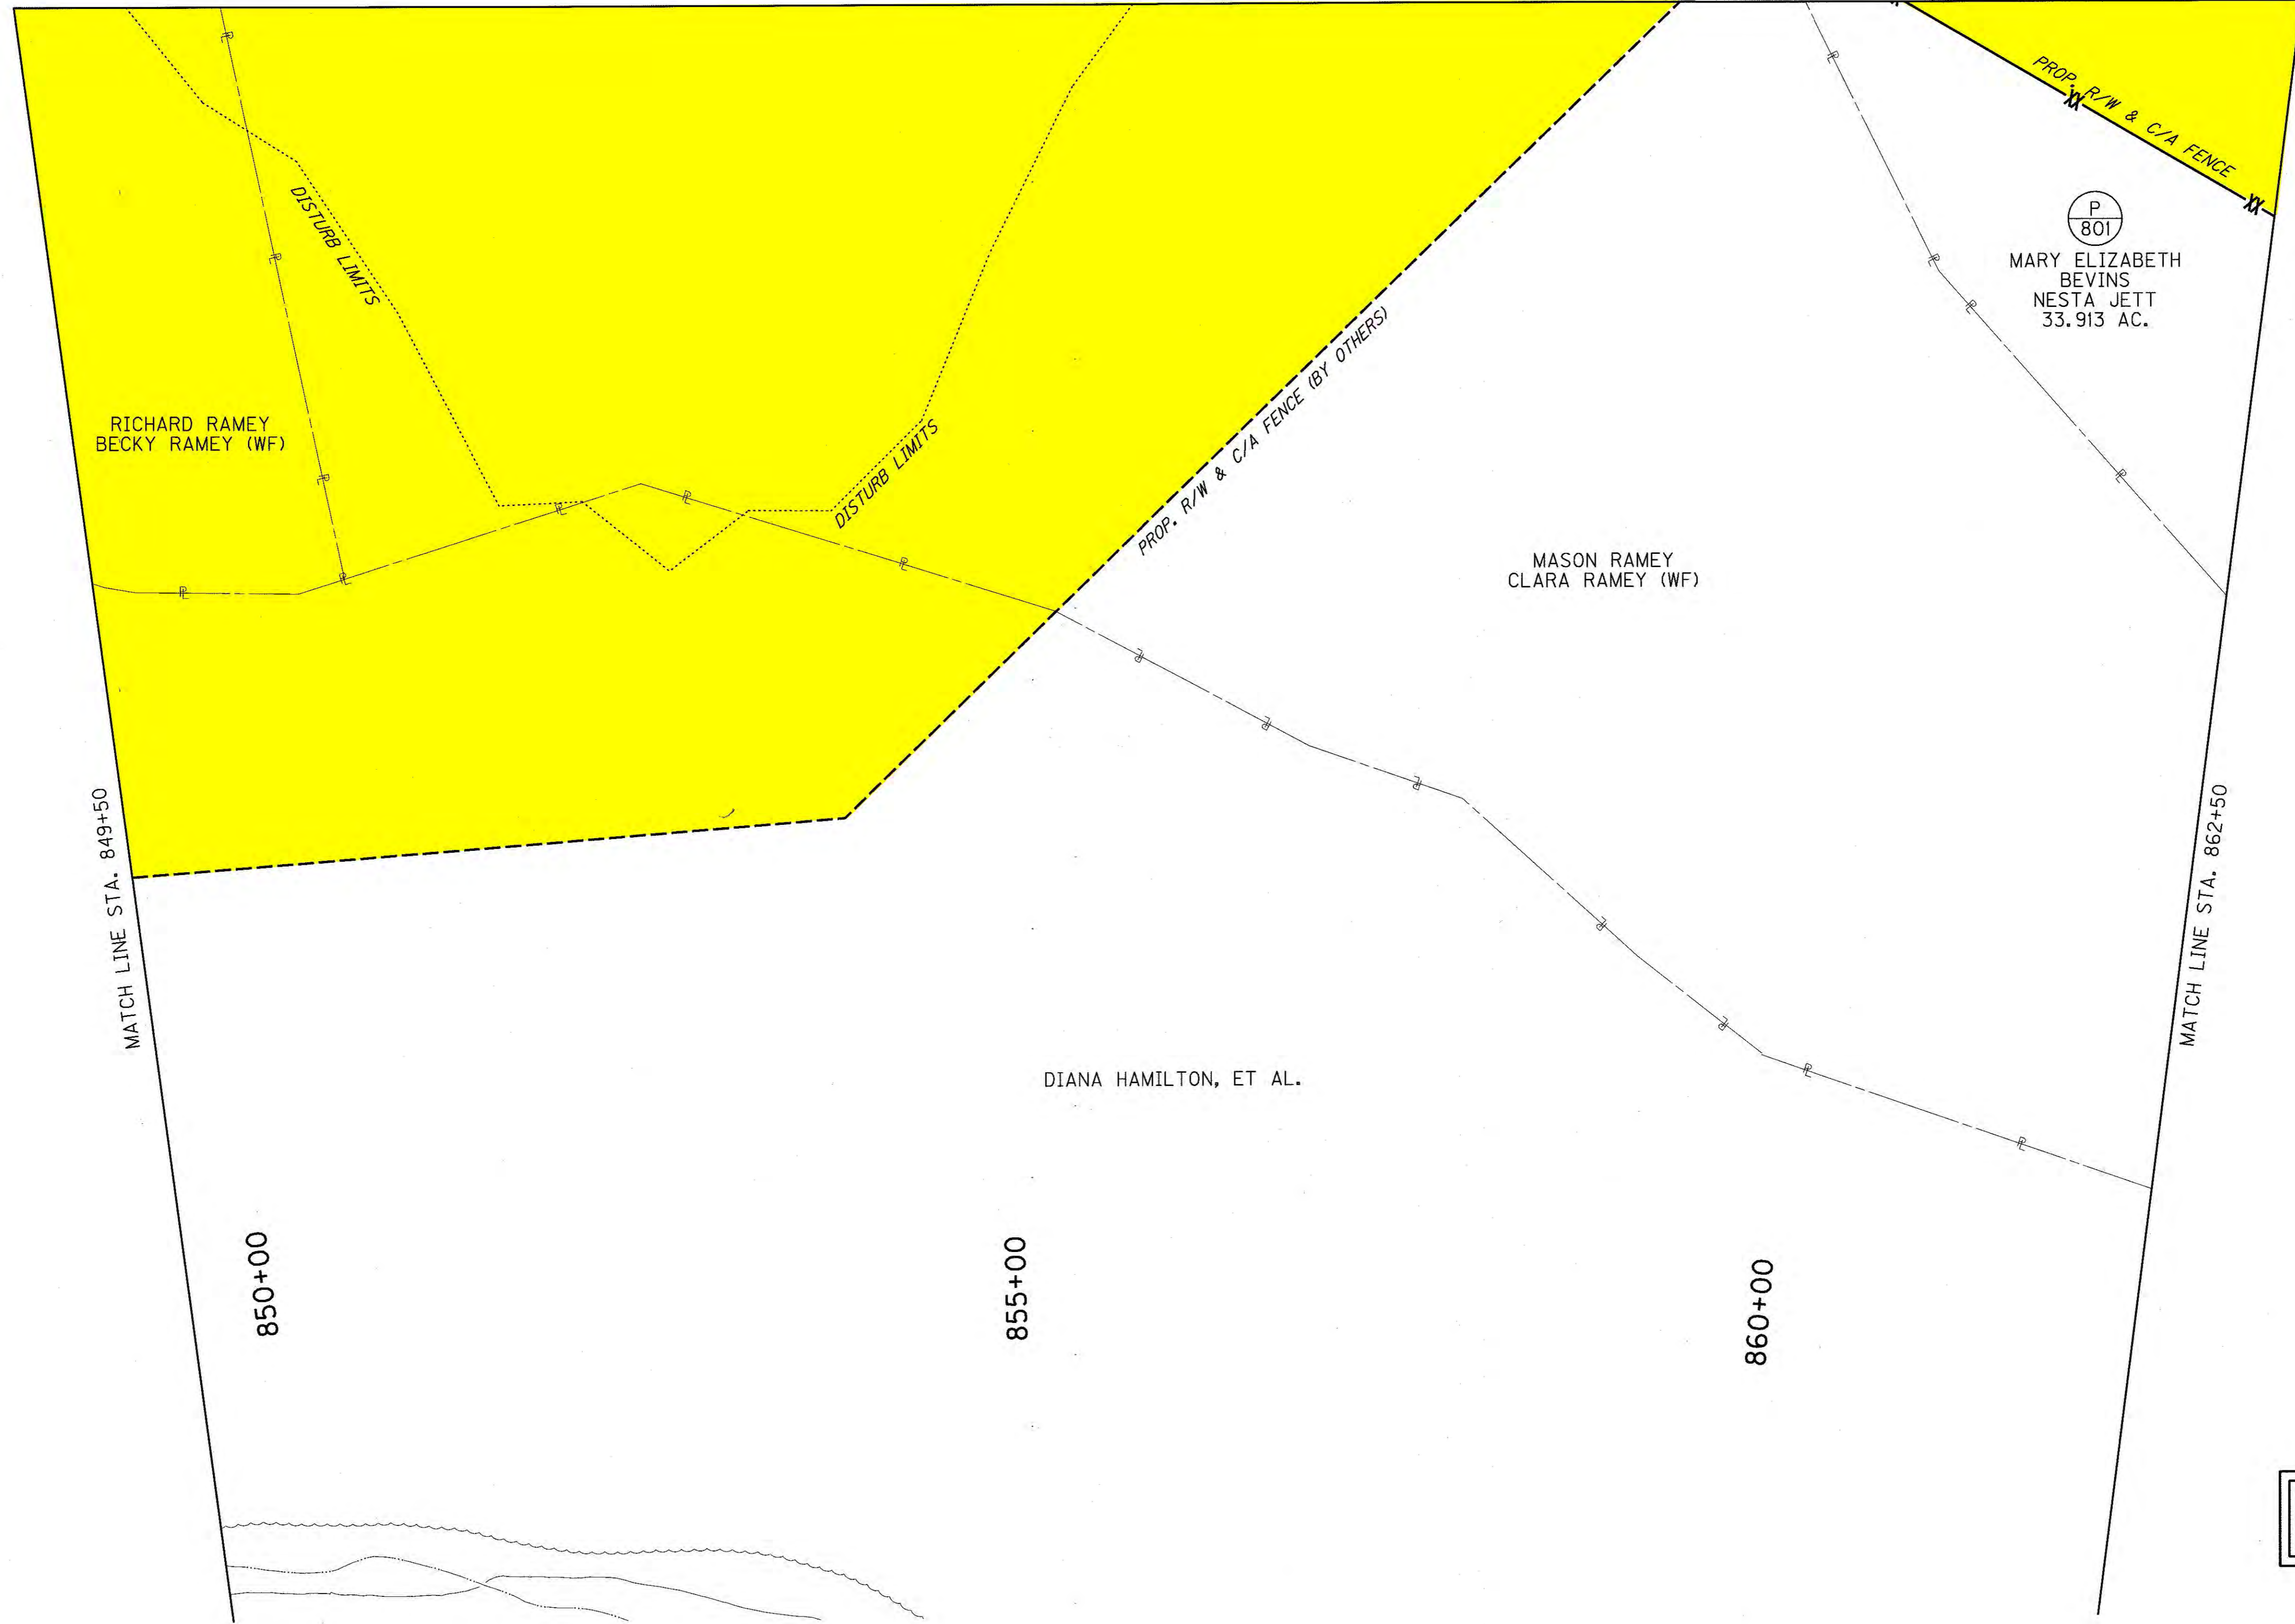 PROP. R/W & C/A FENCE
P
801
MARY ELIZABETH
BEVINS
NESTA JETT
33.913 AC.
DISTURB LIMITS
RICHARD RAMEY
BECKY RAMEY (WF)
DISTURB LIMITS
PROP. R/W & C/A FENCE (BY OTHERS)
MASON RAMEY
CLARA RAMEY (WF)
MATCH LINE STA. 849+50
MATCH LINE STA. 862+50
DIANA HAMILTON, ET AL.
850+00
855+00
860+00